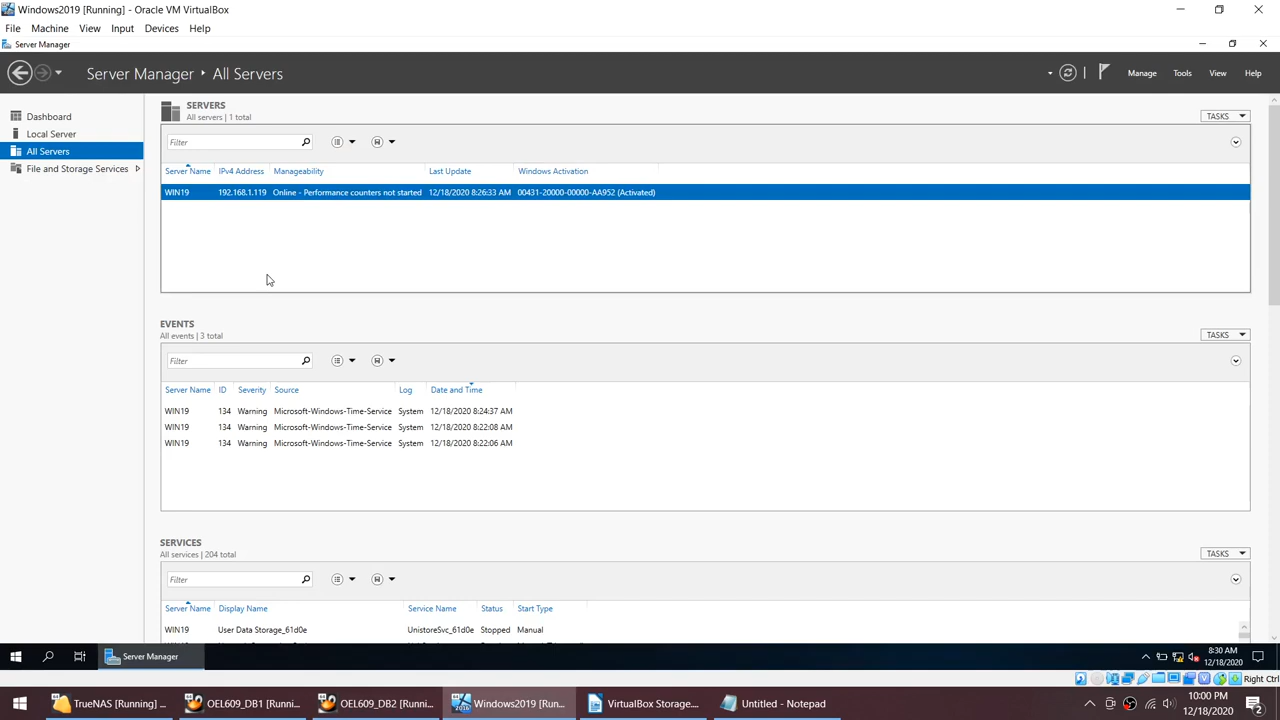 Windows2019 [Running] - Oracle VM VirtualBox
File Machine View Input Devices Help
Server Manager
Server Manager ‣ All Servers
Manage Tools View Help
Dashboard
Local Server
All Servers
File and Storage Services
SERVERS
All servers | 1 total
TASKS
Filter
Server Name IPv4 Address Manageability Last Update Windows Activation
WIN19 192.168.1.119 Online - Performance counters not started 12/18/2020 8:26:33 AM 00431-20000-00000-AA952 (Activated)
EVENTS
All events | 3 total
TASKS
Filter
Server Name ID Severity Source Log Date and Time
WIN19 134 Warning Microsoft-Windows-Time-Service System 12/18/2020 8:24:37 AM
WIN19 134 Warning Microsoft-Windows-Time-Service System 12/18/2020 8:22:08 AM
WIN19 134 Warning Microsoft-Windows-Time-Service System 12/18/2020 8:22:06 AM
SERVICES
All services | 204 total
TASKS
Filter
Server Name Display Name Service Name Status Start Type
WIN19 User Data Storage_61d0e UnistoreSvc_61d0e Stopped Manual
Server Manager
8:30 AM
12/18/2020
Right Ctrl
TrueNAS [Running] ...
OEL609_DB1 [Runni...
OEL609_DB2 [Runni...
Windows2019 [Run...
VirtualBox Storage....
Untitled - Notepad
10:00 PM
12/18/2020
2